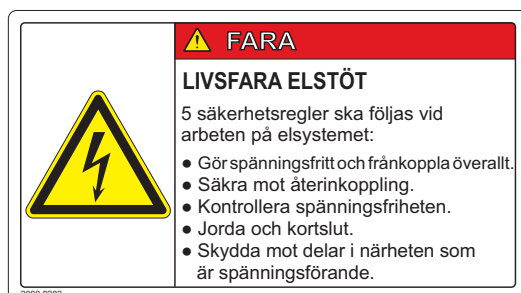 FARA
LIVSFARA ELSTÖT
5 säkerhetsregler ska följas vid
arbeten på elsystemet:
● Gör spänningsfritt och frånkoppla överallt.
● Säkra mot återinkoppling.
● Kontrollera spänningsfriheten.
● Jorda och kortslut.
● Skydda mot delar i närheten som
är spänningsförande.